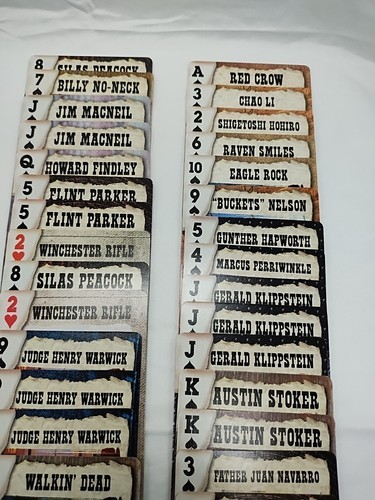 8 SILAS PEACOCK
7 BILLY NO-NECK
J JIM MACNEIL
J JIM MACNEIL
Q HOWARD FINDLEY
5 FLINT PARKER
5 FLINT PARKER
2 WINCHESTER RIFLE
8 SILAS PEACOCK
2 WINCHESTER RIFLE
9 JUDGE HENRY WARWICK
JUDGE HENRY WARWICK
JUDGE HENRY WARWICK
WALKIN' DEAD
A RED CROW
3 CHAO LI
2 SHIGETOSHI HOHIRO
6 RAVEN SMILES
10 EAGLE ROCK
9 "BUCKETS" NELSON
5 GUNTHER HAPWORTH
4 MARCUS PERRIWINKLE
J GERALD KLIPPSTEIN
J GERALD KLIPPSTEIN
J GERALD KLIPPSTEIN
K AUSTIN STOKER
K AUSTIN STOKER
3 FATHER JUAN NAVARRO